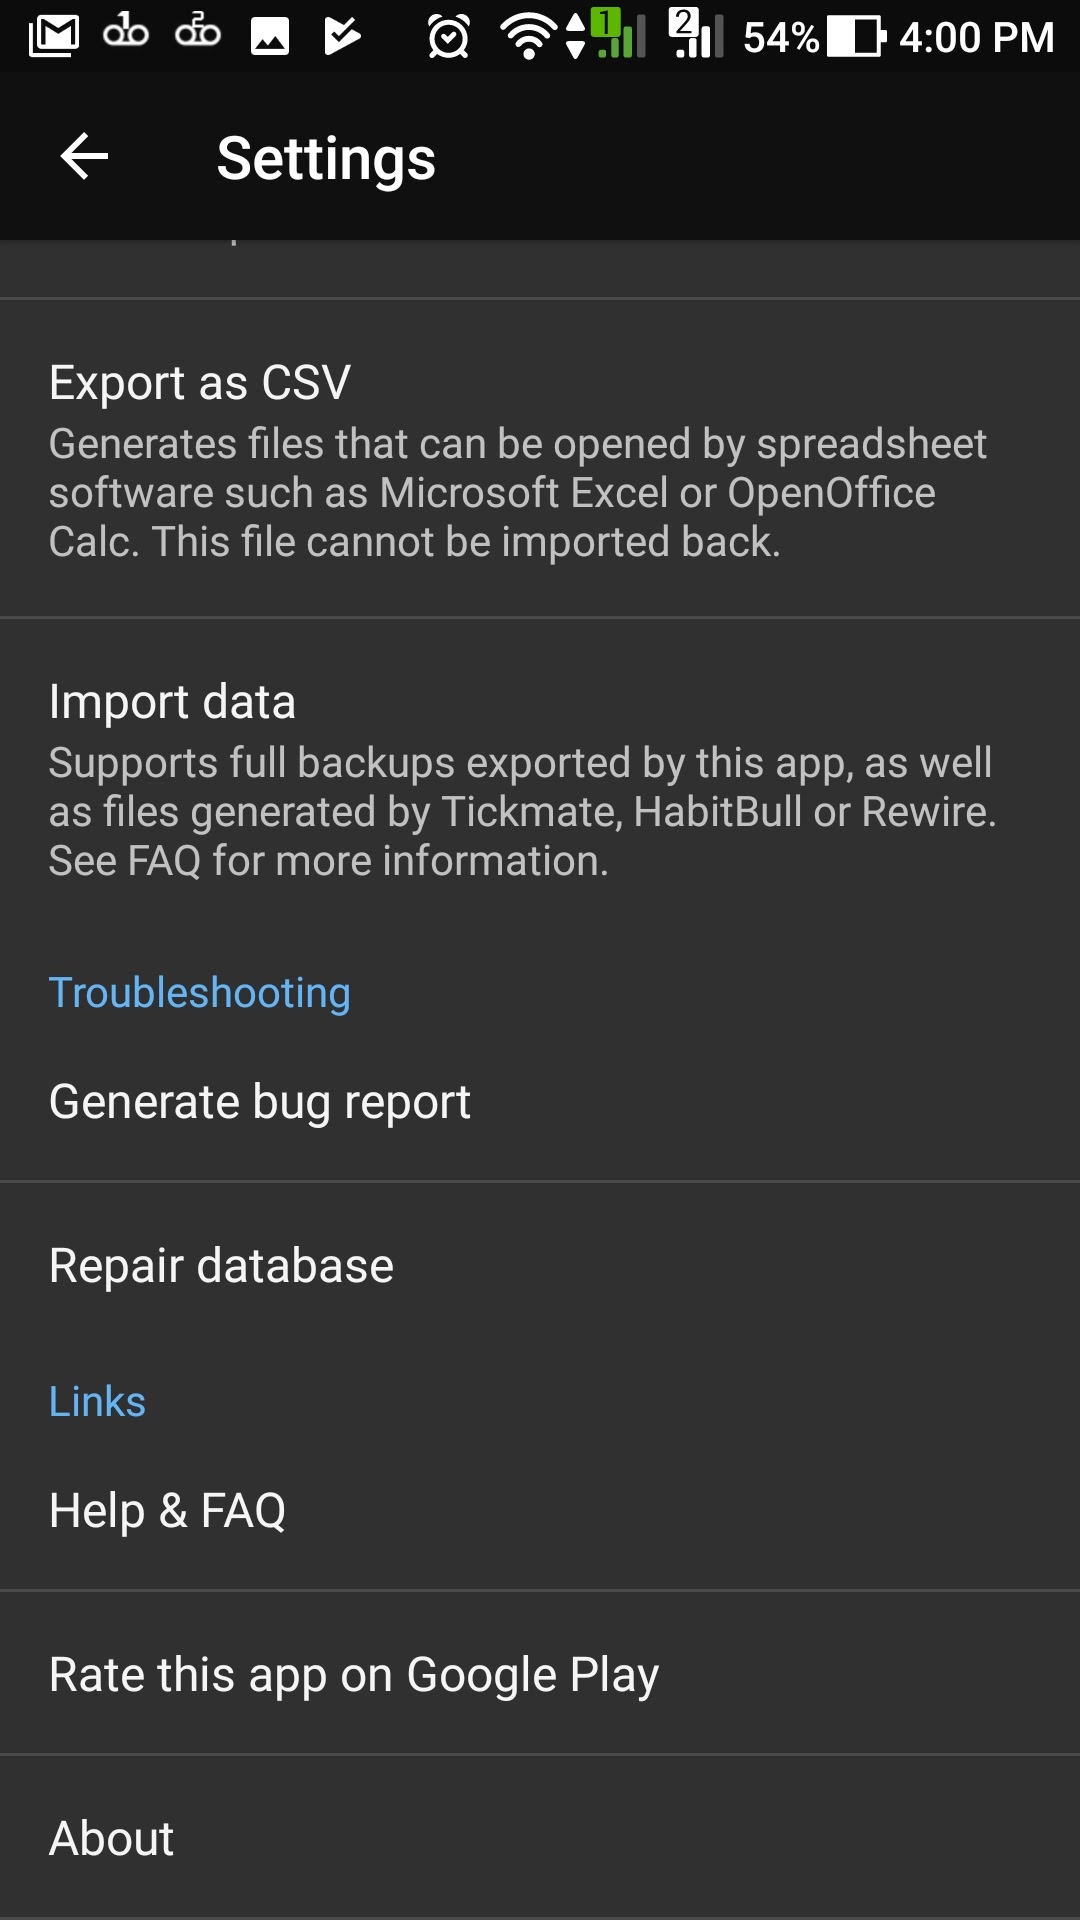 1 2 54% 4:00 PM
Settings
Export as CSV
Generates files that can be opened by spreadsheet
software such as Microsoft Excel or OpenOffice
Calc. This file cannot be imported back.
Import data
Supports full backups exported by this app, as well
as files generated by Tickmate, HabitBull or Rewire.
See FAQ for more information.
Troubleshooting
Generate bug report
Repair database
Links
Help & FAQ
Rate this app on Google Play
About